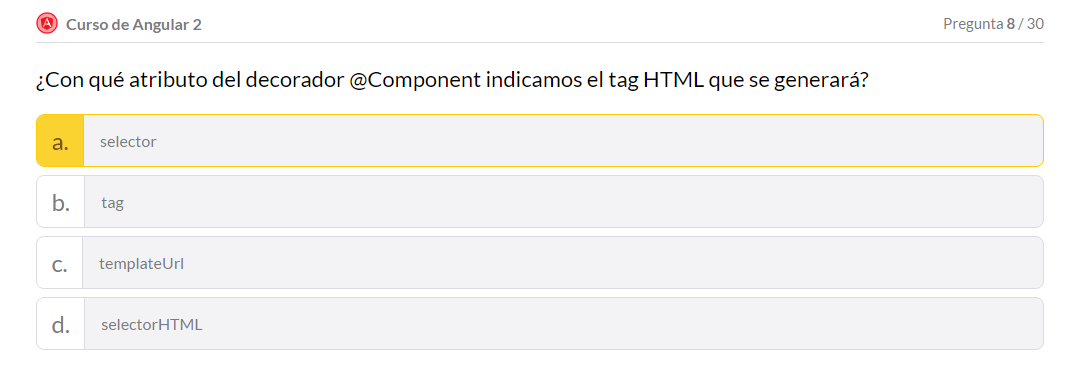 Curso de Angular 2
Pregunta 8 / 30
¿Con qué atributo del decorador @Component indicamos el tag HTML que se generará?
a. selector
b. tag
c. templateUrl
d. selectorHTML